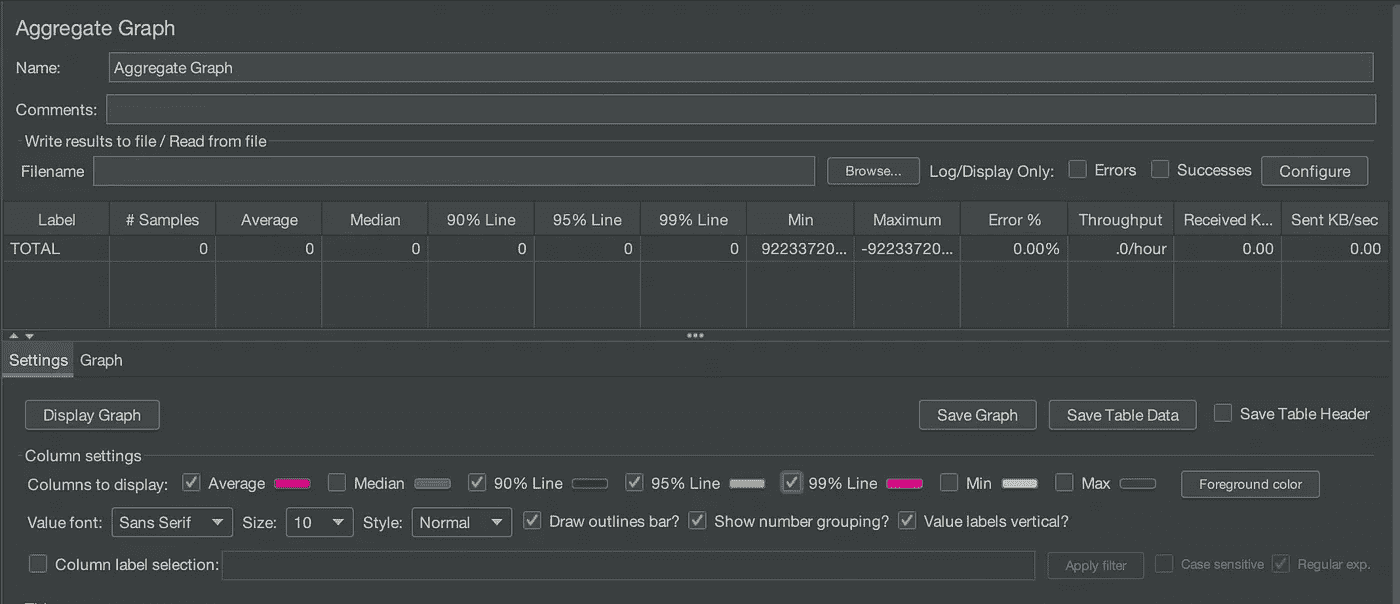 Aggregate Graph
Name: Aggregate Graph
Comments:
Write results to file / Read from file
Filename Browse... Log/Display Only: Errors Successes Configure
Label # Samples Average Median 90% Line 95% Line 99% Line Min Maximum Error % Throughput Received K... Sent KB/sec
TOTAL 0 0 0 0 0 0 92233720... -92233720... 0.00% .0/hour 0.00 0.00
Settings Graph
Display Graph Save Graph Save Table Data Save Table Header
Column settings
Columns to display: Average Median 90% Line 95% Line 99% Line Min Max Foreground color
Value font: Sans Serif Size: 10 Style: Normal Draw outlines bar? Show number grouping? Value labels vertical?
Column label selection: Apply filter Case sensitive Regular exp.